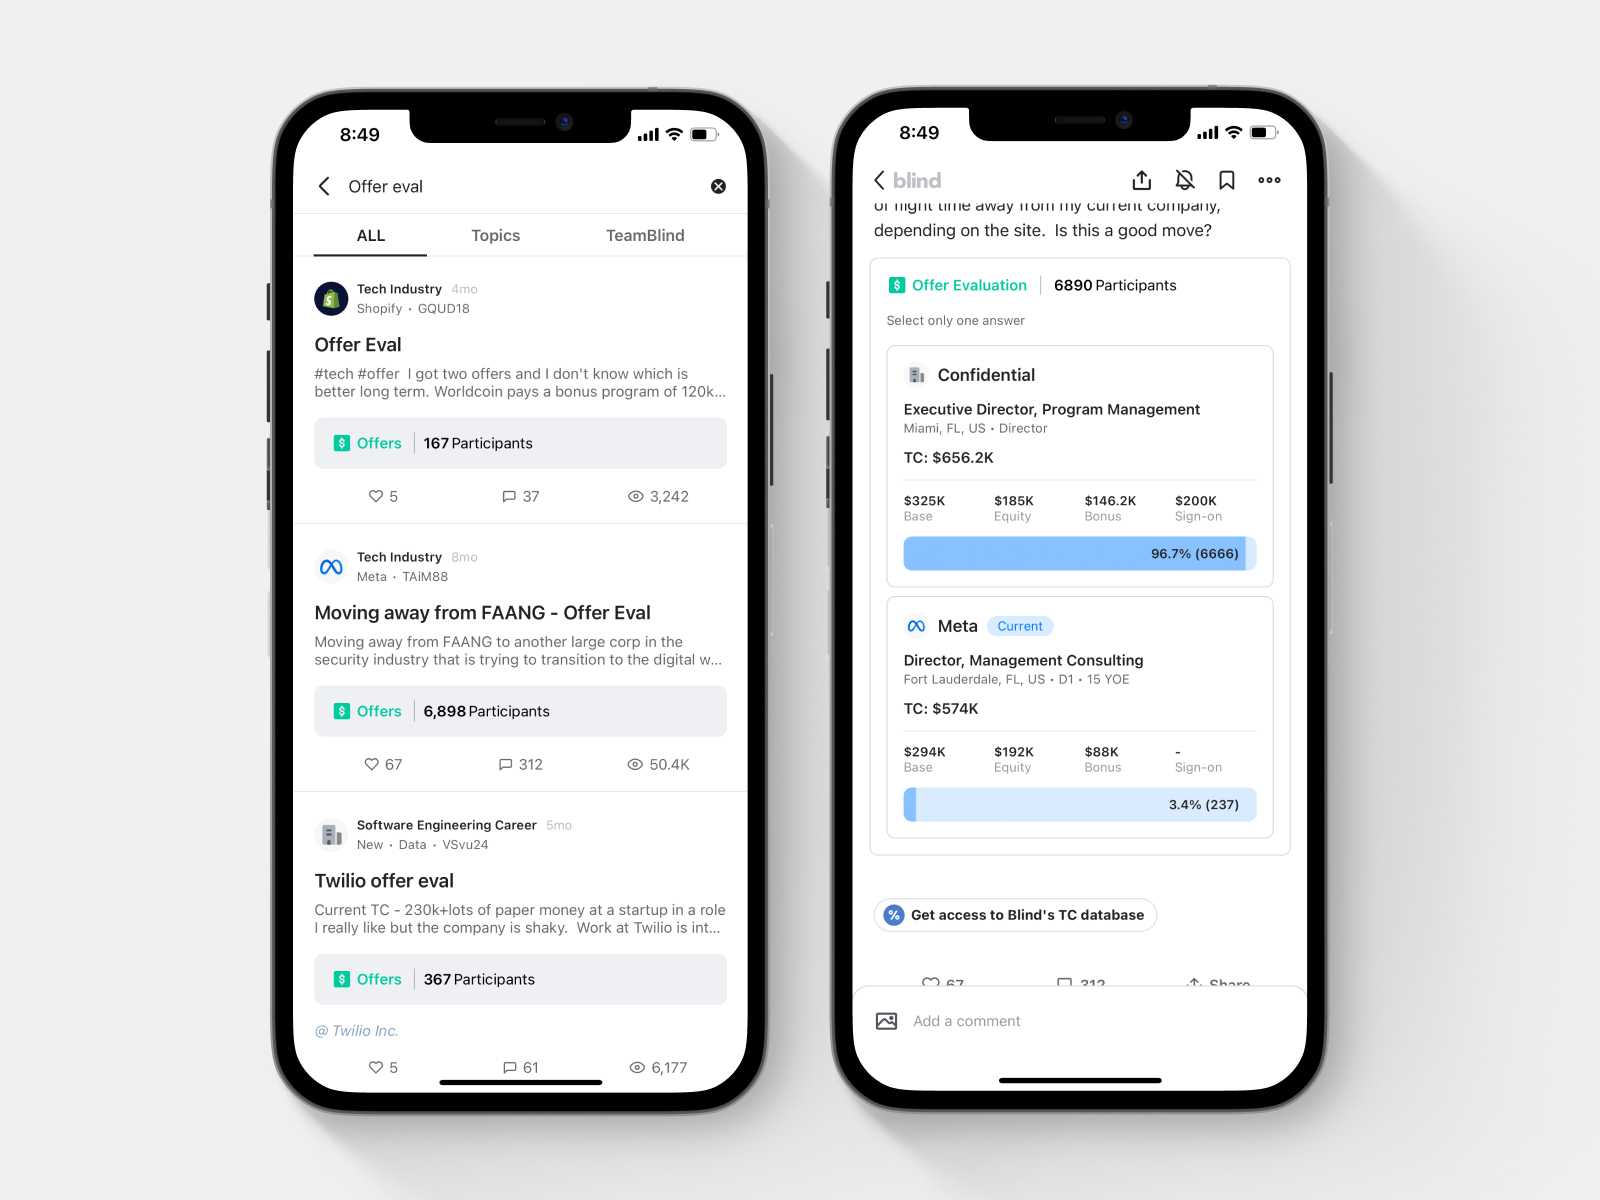 8:49
Offer eval
ALL Topics TeamBlind
Tech Industry 4mo
Shopify • GQUD18
Offer Eval
#tech #offer I got two offers and I don't know which is
better long term. Worldcoin pays a bonus program of 120k...
$ Offers | 167 Participants
5 37 3,242
Tech Industry 8mo
Meta • TAiM88
Moving away from FAANG - Offer Eval
Moving away from FAANG to another large corp in the
security industry that is trying to transition to the digital w...
$ Offers | 6,898 Participants
67 312 50.4K
Software Engineering Career 5mo
New • Data • VSvu24
Twilio offer eval
Current TC - 230k+lots of paper money at a startup in a role
I really like but the company is shaky. Work at Twilio is int...
$ Offers | 367 Participants
@ Twilio Inc.
5 61 6,177
8:49
blind
of flight time away from my current company,
depending on the site. Is this a good move?
$ Offer Evaluation | 6890 Participants
Select only one answer
Confidential
Executive Director, Program Management
Miami, FL, US • Director
TC: $656.2K
$325K $185K $146.2K $200K
Base Equity Bonus Sign-on
96.7% (6666)
Meta Current
Director, Management Consulting
Fort Lauderdale, FL, US • D1 • 15 YOE
TC: $574K
$294K $192K $88K -
Base Equity Bonus Sign-on
3.4% (237)
% Get access to Blind's TC database
67 312 Share
Add a comment